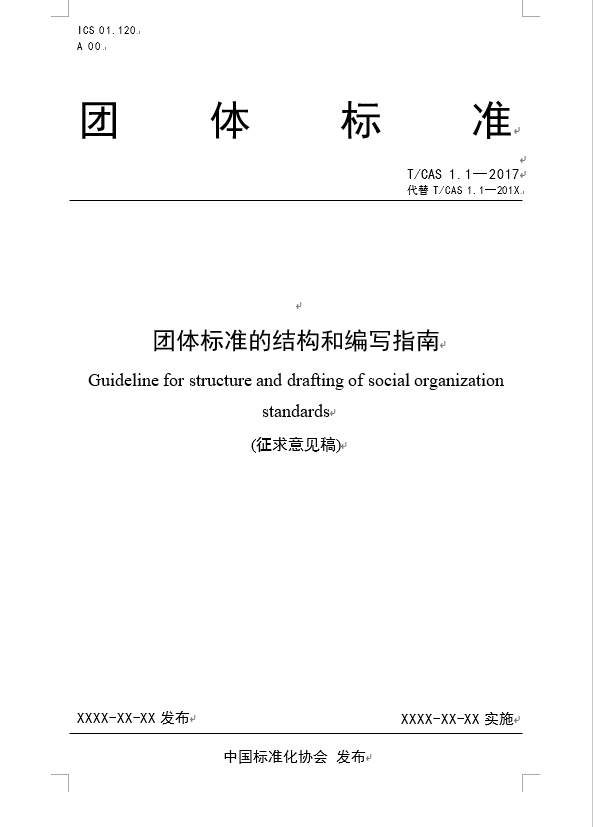 ICS 01.120
A 00
团 体 标 准
T/CAS 1.1—2017
代替 T/CAS 1.1—201X
团体标准的结构和编写指南
Guideline for structure and drafting of social organization
standards
(征求意见稿)
XXXX-XX-XX 发布 XXXX-XX-XX 实施
中国标准化协会 发布